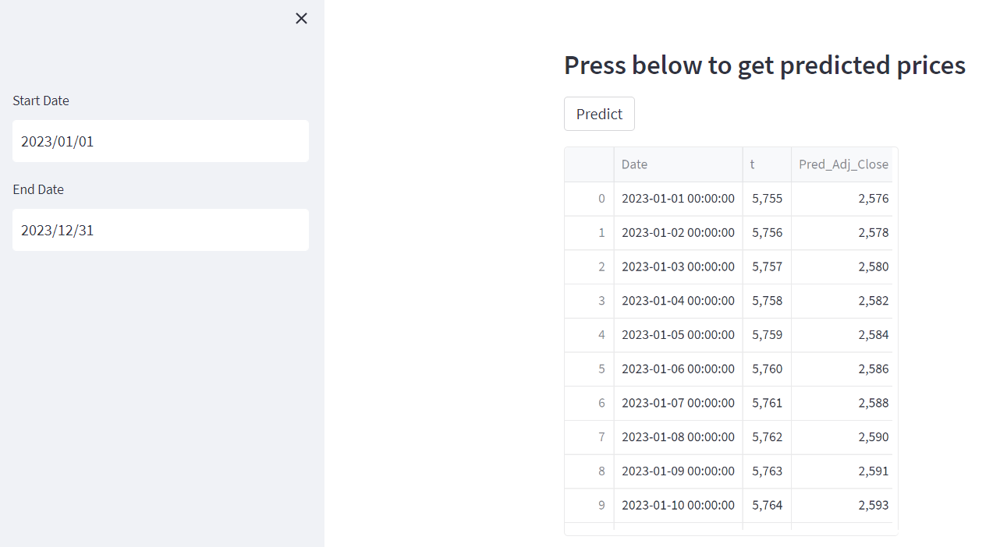 Start Date
2023/01/01
End Date
2023/12/31
Press below to get predicted prices
Predict
Date t Pred_Adj_Close
0 2023-01-01 00:00:00 5,755 2,576
1 2023-01-02 00:00:00 5,756 2,578
2 2023-01-03 00:00:00 5,757 2,580
3 2023-01-04 00:00:00 5,758 2,582
4 2023-01-05 00:00:00 5,759 2,584
5 2023-01-06 00:00:00 5,760 2,586
6 2023-01-07 00:00:00 5,761 2,588
7 2023-01-08 00:00:00 5,762 2,590
8 2023-01-09 00:00:00 5,763 2,591
9 2023-01-10 00:00:00 5,764 2,593